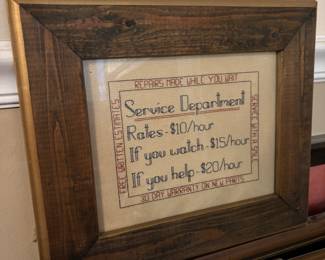 REPAIRS MADE WHILE YOU WAIT
Service Department
Rates - $10/hour
If you watch - $15/hour
If you help - $20/hour
FREE WRITTEN ESTIMATES
SERVICE WITH A SMILE
30 DAY WARRANTY ON NEW PARTS